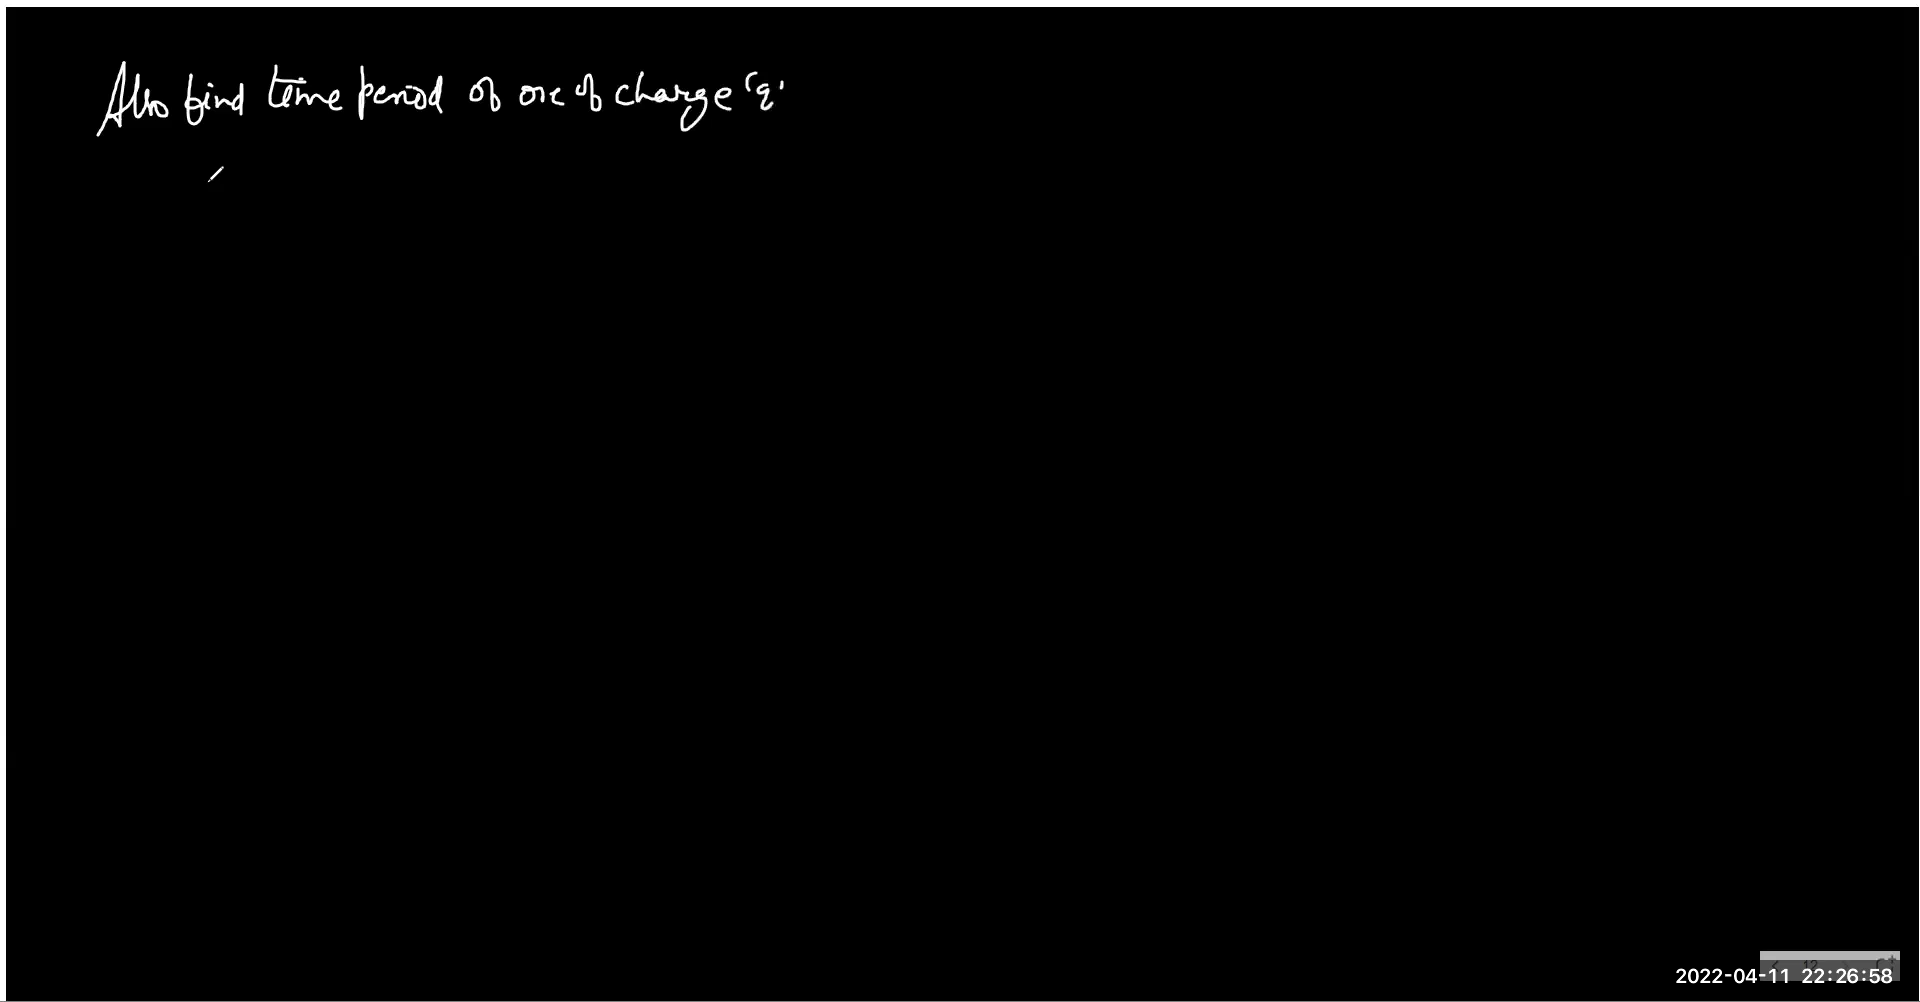 Also find time period of osc of charge 'q'
2022-04-11 22:26:58